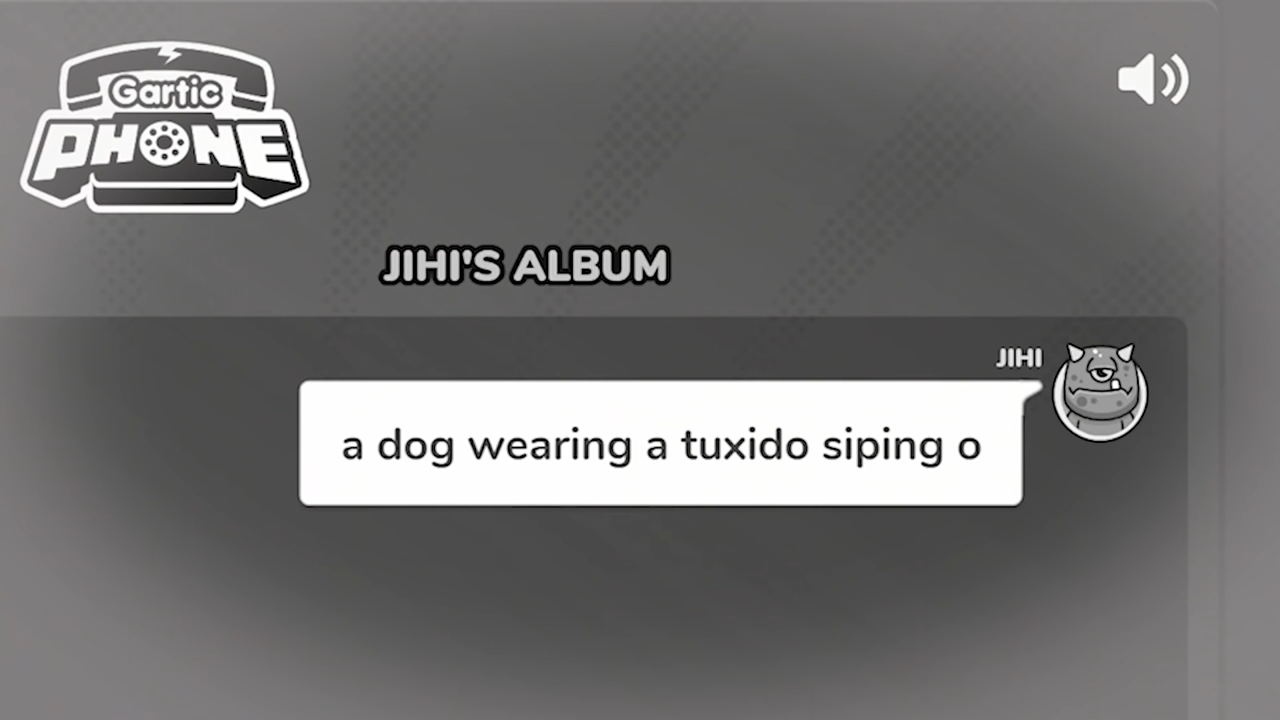 Gartic
PHONE
JIHI'S ALBUM
JIHI
a dog wearing a tuxido siping o